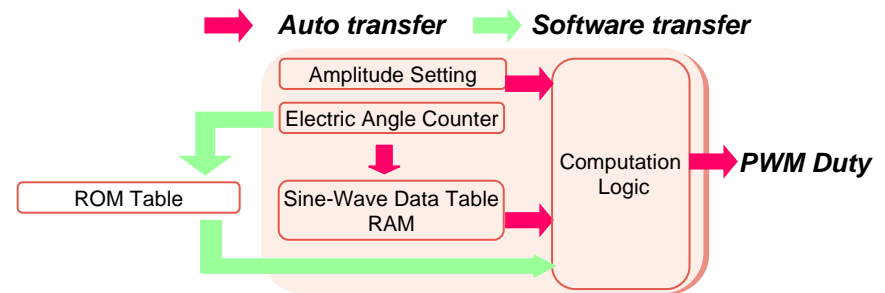 Auto transfer
Software transfer
Amplitude Setting
Electric Angle Counter
Computation
Logic
PWM Duty
ROM Table
Sine-Wave Data Table
RAM